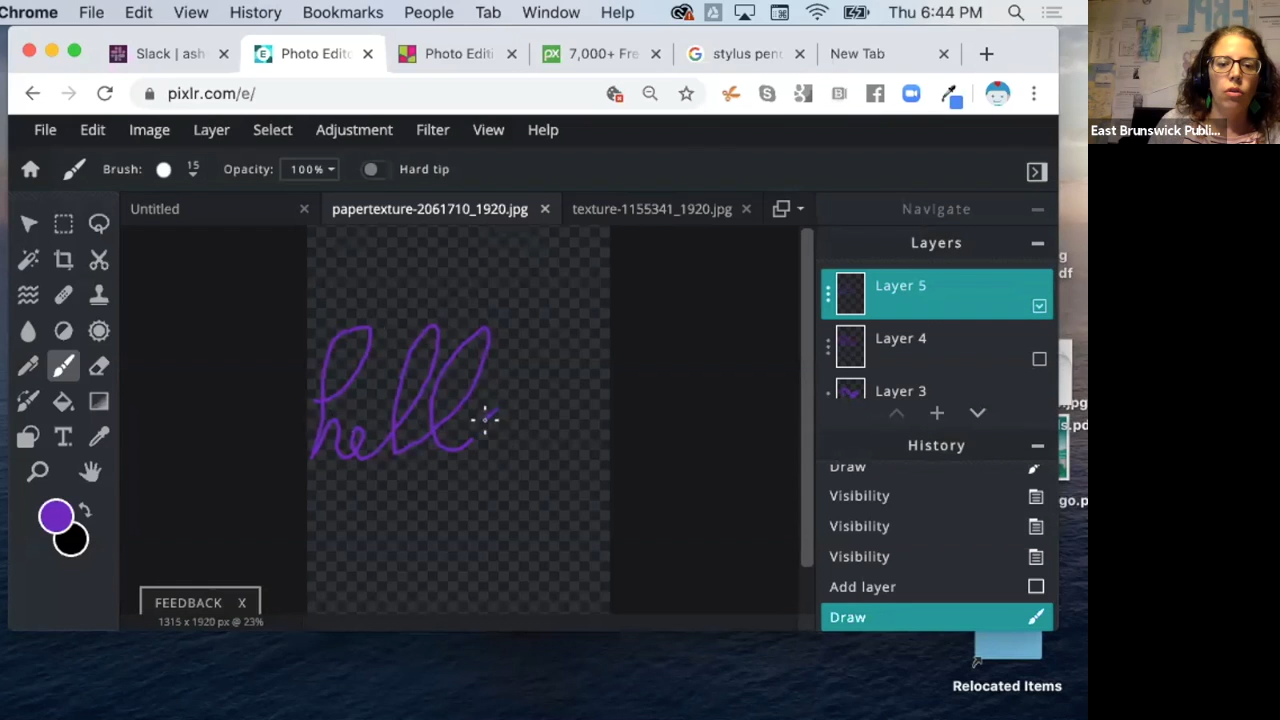 Chrome File Edit View History Bookmarks People Tab Window Help Thu 6:44 PM
Slack | ash Photo Edito Photo Editi 7,000+ Fre stylus penc New Tab
pixlr.com/e/
File Edit Image Layer Select Adjustment Filter View Help
Brush: 15 Opacity: 100% Hard tip
Untitled papertexture-2061710_1920.jpg texture-1155341_1920.jpg
Navigate
Layers
Layer 5
Layer 4
Layer 3
hell
History
Draw
Visibility
Visibility
Visibility
Add layer
Draw
FEEDBACK X
1315 x 1920 px @ 23%
Relocated Items
East Brunswick Publi...